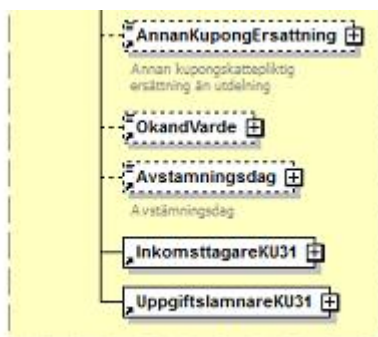 AnnanKupongErsattning
Annan kupongskattepliktig
ersättning än utdelning
OkandVarde
Avstamningsdag
Avstämningsdag
InkomsttagareKU31
UppgiftslamnareKU31